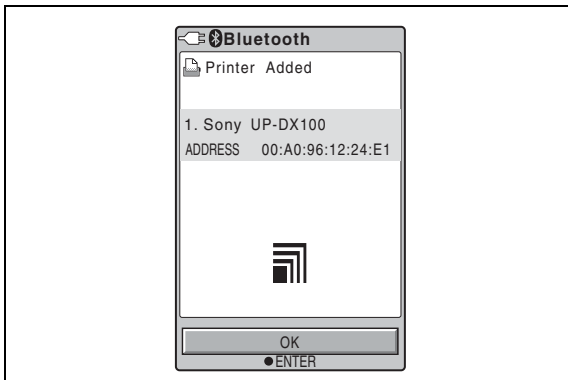 Bluetooth
Printer Added
1. Sony UP-DX100
ADDRESS 00:A0:96:12:24:E1
OK
●ENTER